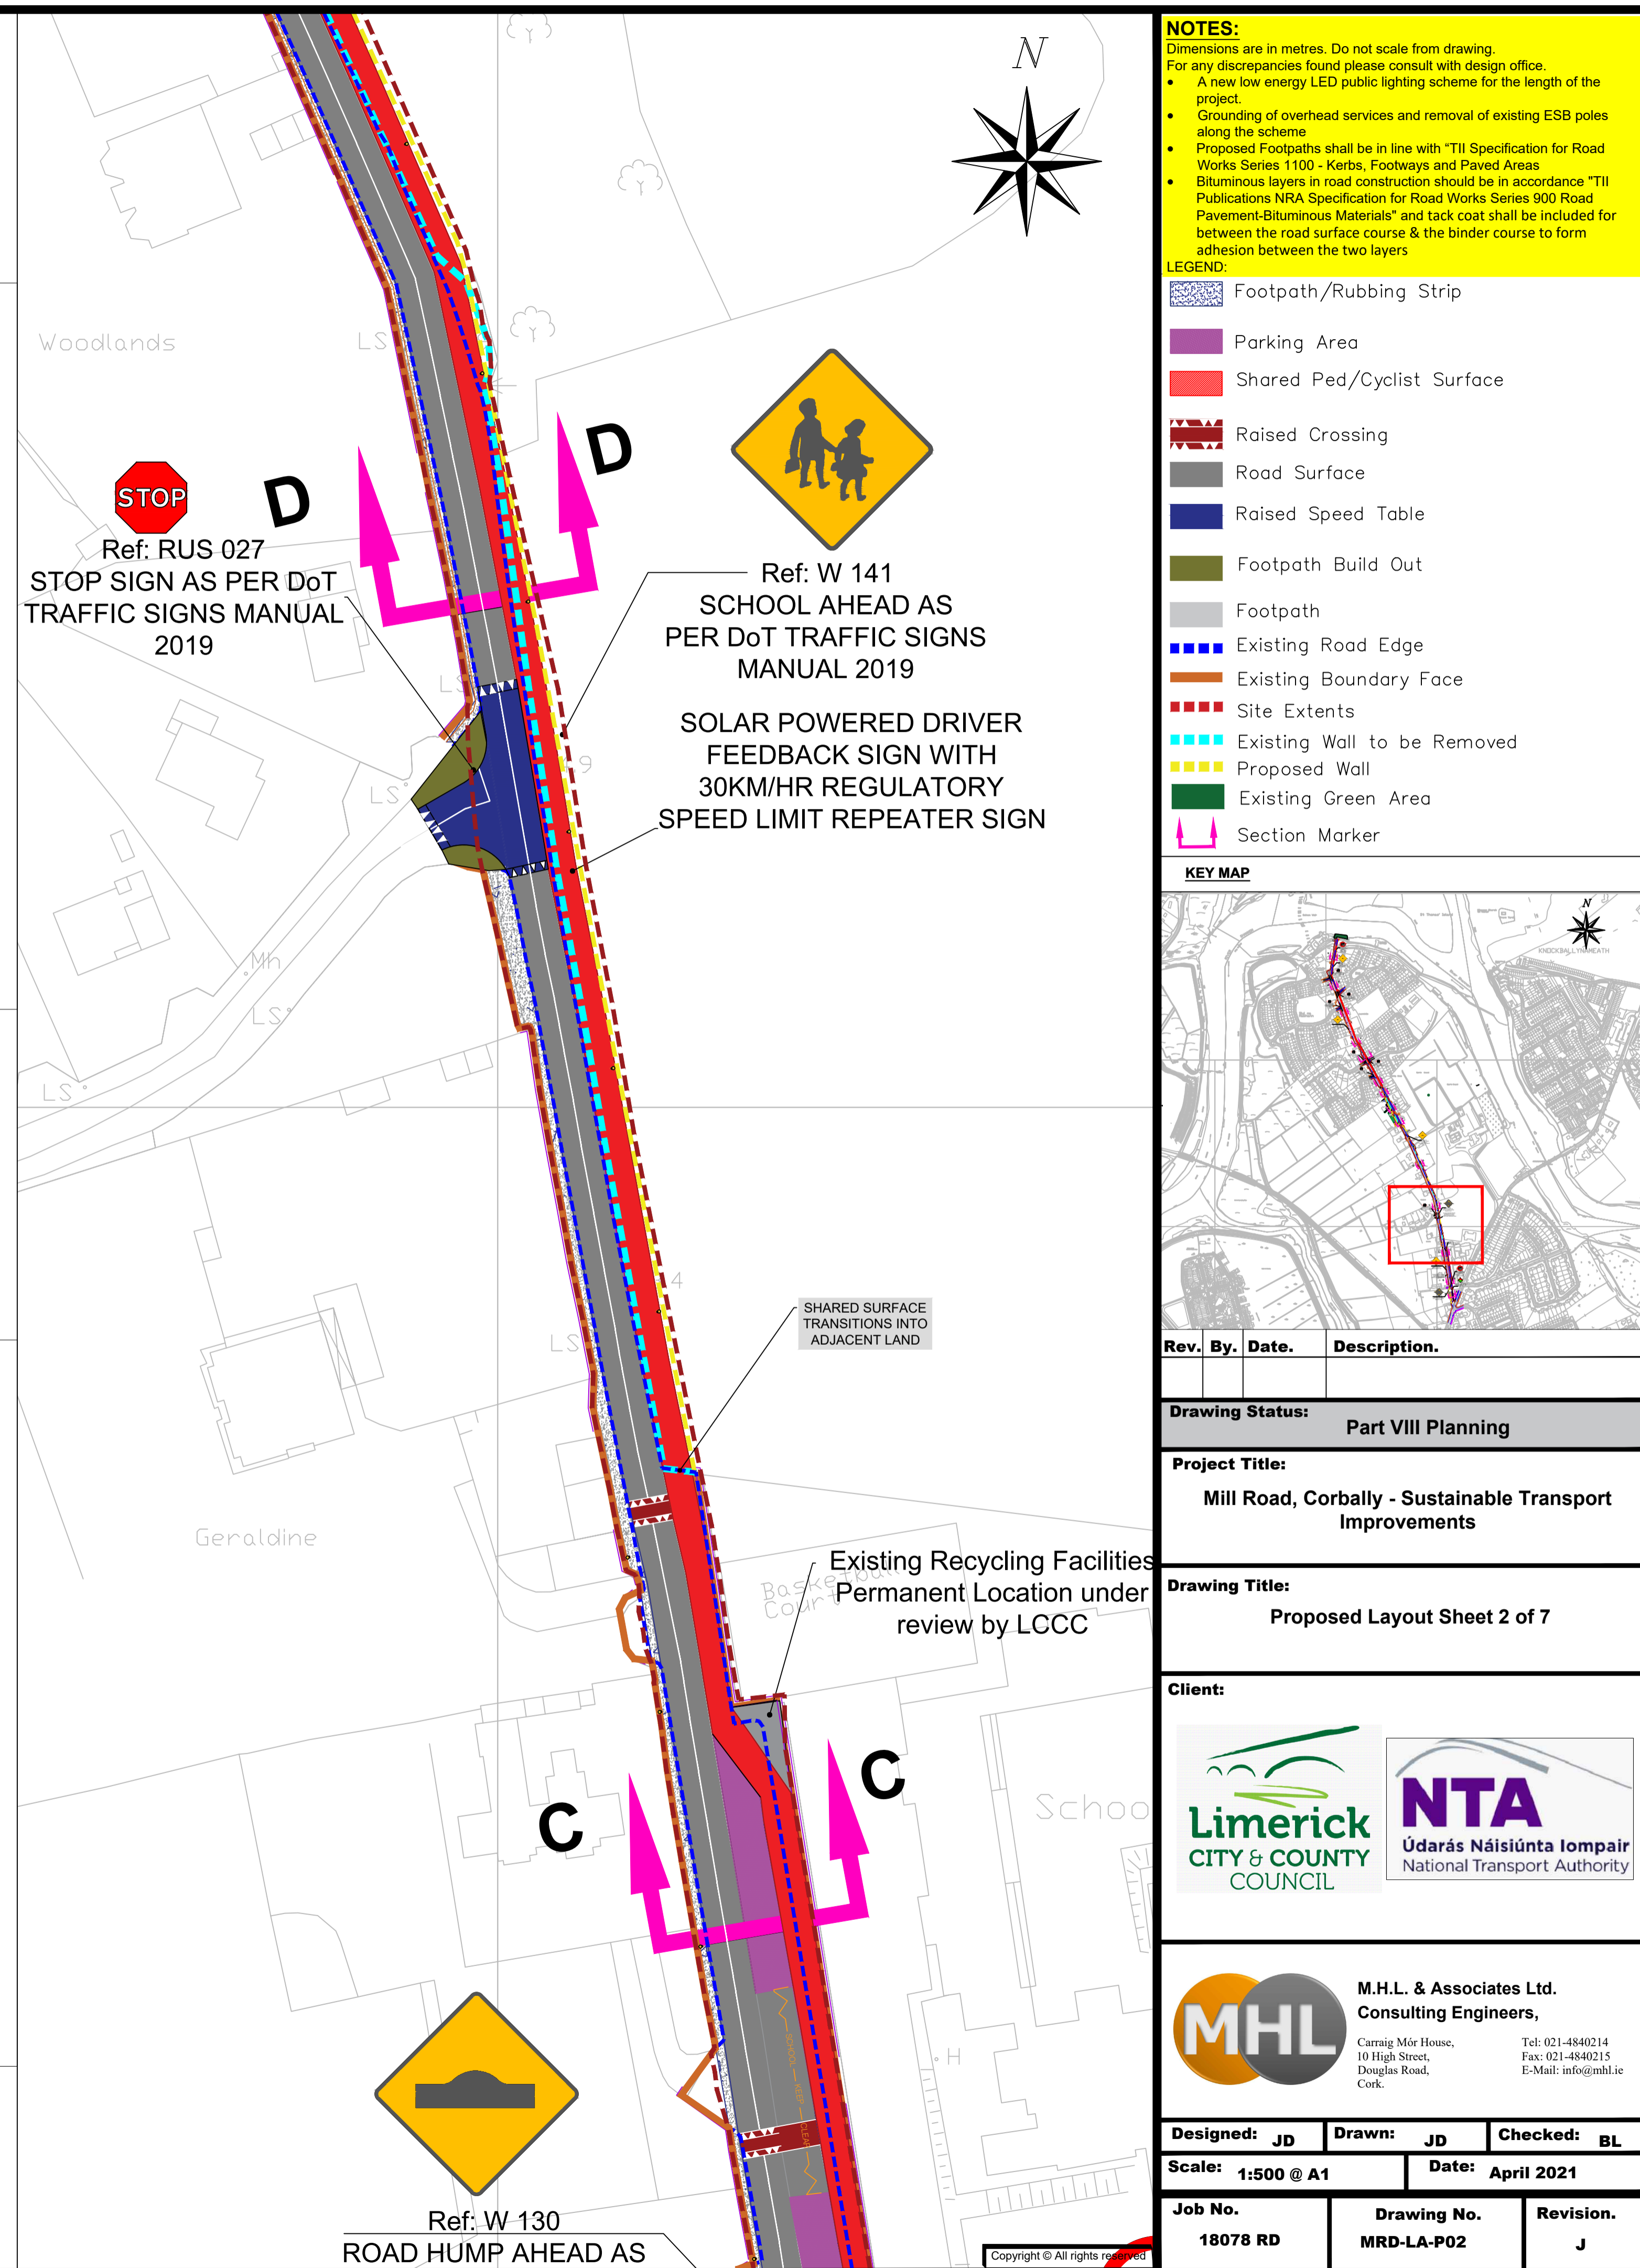 N
Woodlands
LS
D
D
STOP
Ref: RUS 027
STOP SIGN AS PER DoT
TRAFFIC SIGNS MANUAL
2019
Ref: W 141
SCHOOL AHEAD AS
PER DoT TRAFFIC SIGNS
MANUAL 2019
LS
SOLAR POWERED DRIVER
FEEDBACK SIGN WITH
30KM/HR REGULATORY
SPEED LIMIT REPEATER SIGN
9
LS
Mh
LS
LS
4
SHARED SURFACE
TRANSITIONS INTO
ADJACENT LAND
LS
Geraldine
Basketball
Court
Existing Recycling Facilities
Permanent Location under
review by LCCC
C
C
Schoo
SCHOOL KEEP CLEAR
H
Ref: W 130
ROAD HUMP AHEAD AS
Copyright © All rights reserved
NOTES:
Dimensions are in metres. Do not scale from drawing.
For any discrepancies found please consult with design office.
• A new low energy LED public lighting scheme for the length of the
project.
• Grounding of overhead services and removal of existing ESB poles
along the scheme
• Proposed Footpaths shall be in line with “TII Specification for Road
Works Series 1100 - Kerbs, Footways and Paved Areas
• Bituminous layers in road construction should be in accordance "TII
Publications NRA Specification for Road Works Series 900 Road
Pavement-Bituminous Materials" and tack coat shall be included for
between the road surface course & the binder course to form
adhesion between the two layers
LEGEND:
Footpath/Rubbing Strip
Parking Area
Shared Ped/Cyclist Surface
Raised Crossing
Road Surface
Raised Speed Table
Footpath Build Out
Footpath
Existing Road Edge
Existing Boundary Face
Site Extents
Existing Wall to be Removed
Proposed Wall
Existing Green Area
Section Marker
KEY MAP
N
KNOCKBALLYNAMEATH
Rev. By. Date. Description.
Drawing Status:
Part VIII Planning
Project Title:
Mill Road, Corbally - Sustainable Transport
Improvements
Drawing Title:
Proposed Layout Sheet 2 of 7
Client:
Limerick
CITY & COUNTY
COUNCIL
NTA
Údarás Náisiúnta Iompair
National Transport Authority
MHL
M.H.L. & Associates Ltd.
Consulting Engineers,
Carraig Mór House, Tel: 021-4840214
10 High Street, Fax: 021-4840215
Douglas Road, E-Mail: info@mhl.ie
Cork.
Designed: JD Drawn: JD Checked: BL
Scale: 1:500 @ A1 Date: April 2021
Job No. Drawing No. Revision.
18078 RD MRD-LA-P02 J